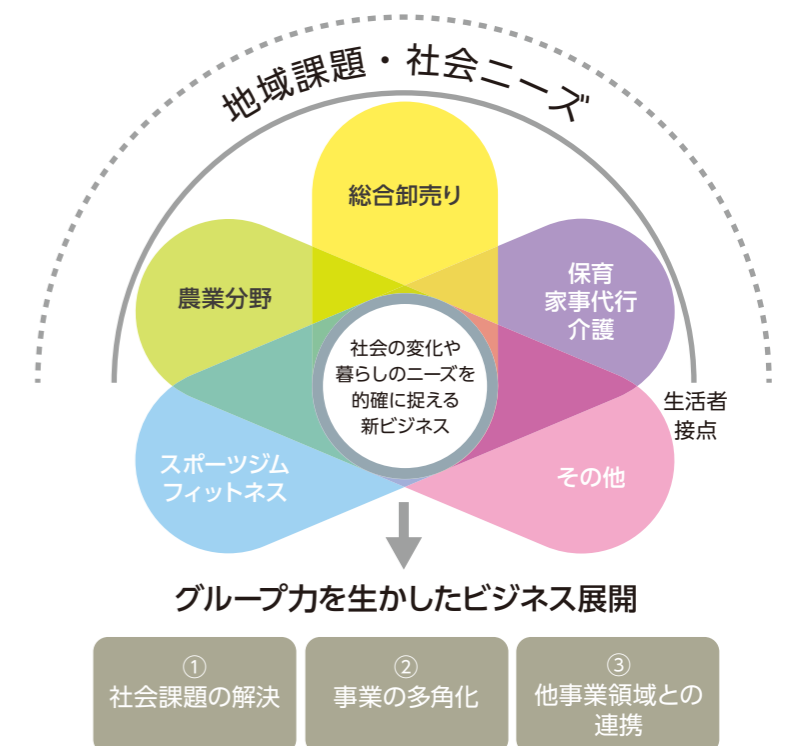 地域課題・社会ニーズ
総合卸売り
農業分野
保育
家事代行
介護
社会の変化や
暮らしのニーズを
的確に捉える
新ビジネス
生活者
接点
スポーツジム
フィットネス
その他
グループ力を生かしたビジネス展開
①
社会課題の解決
②
事業の多角化
③
他事業領域との
連携